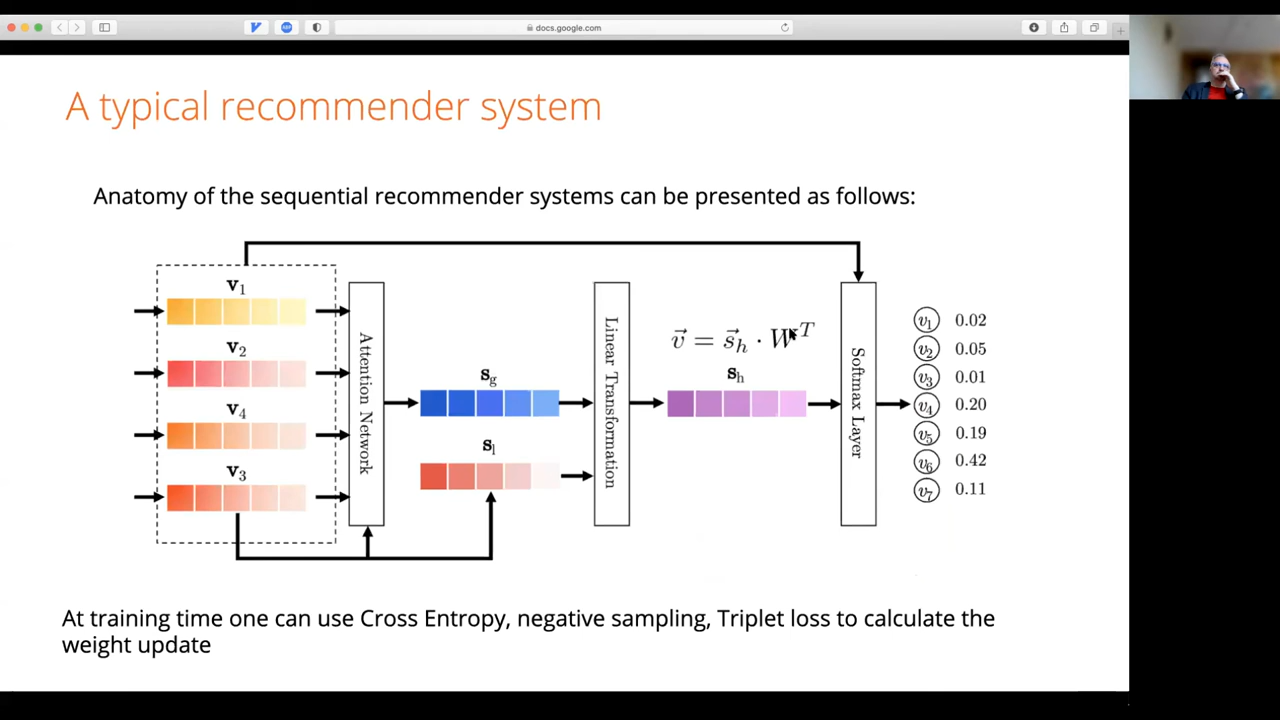 docs.google.com
A typical recommender system
Anatomy of the sequential recommender systems can be presented as follows:
v1
v2
v4
v3
Attention Network
sg
sl
Linear Transformation
v⃗ = s⃗h · W^T
sh
Softmax Layer
v1 0.02
v2 0.05
v3 0.01
v4 0.20
v5 0.19
v6 0.42
v7 0.11
At training time one can use Cross Entropy, negative sampling, Triplet loss to calculate the
weight update